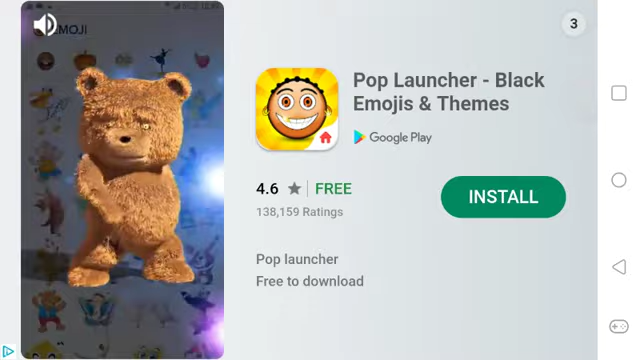 EMOJI
3
Pop Launcher - Black
Emojis & Themes
Google Play
4.6 FREE
138,159 Ratings
INSTALL
Pop launcher
Free to download